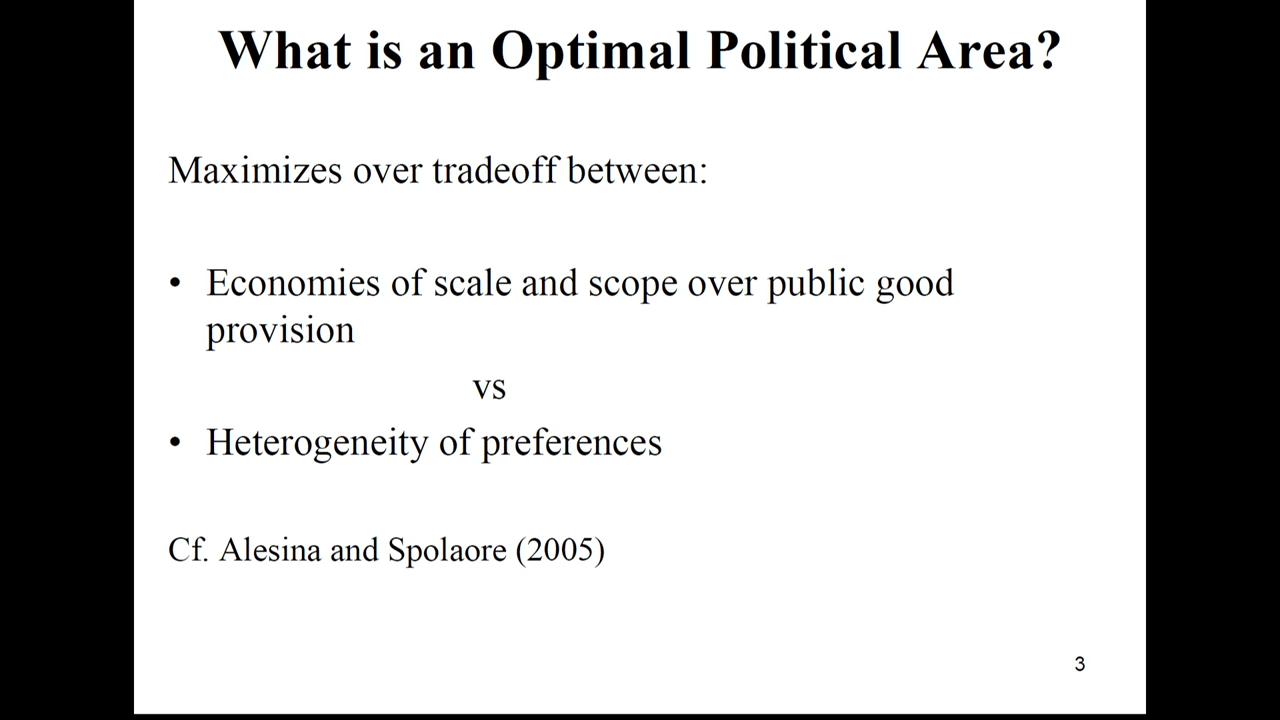 What is an Optimal Political Area?
Maximizes over tradeoff between:
• Economies of scale and scope over public good
provision
vs
• Heterogeneity of preferences
Cf. Alesina and Spolaore (2005)
3